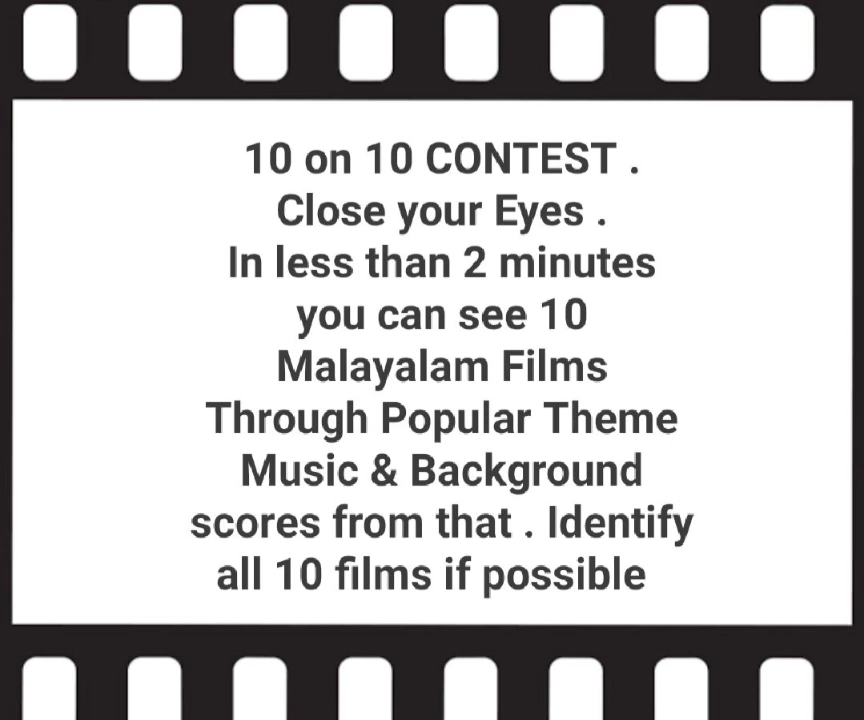 10 on 10 CONTEST .
Close your Eyes .
In less than 2 minutes
you can see 10
Malayalam Films
Through Popular Theme
Music & Background
scores from that . Identify
all 10 films if possible